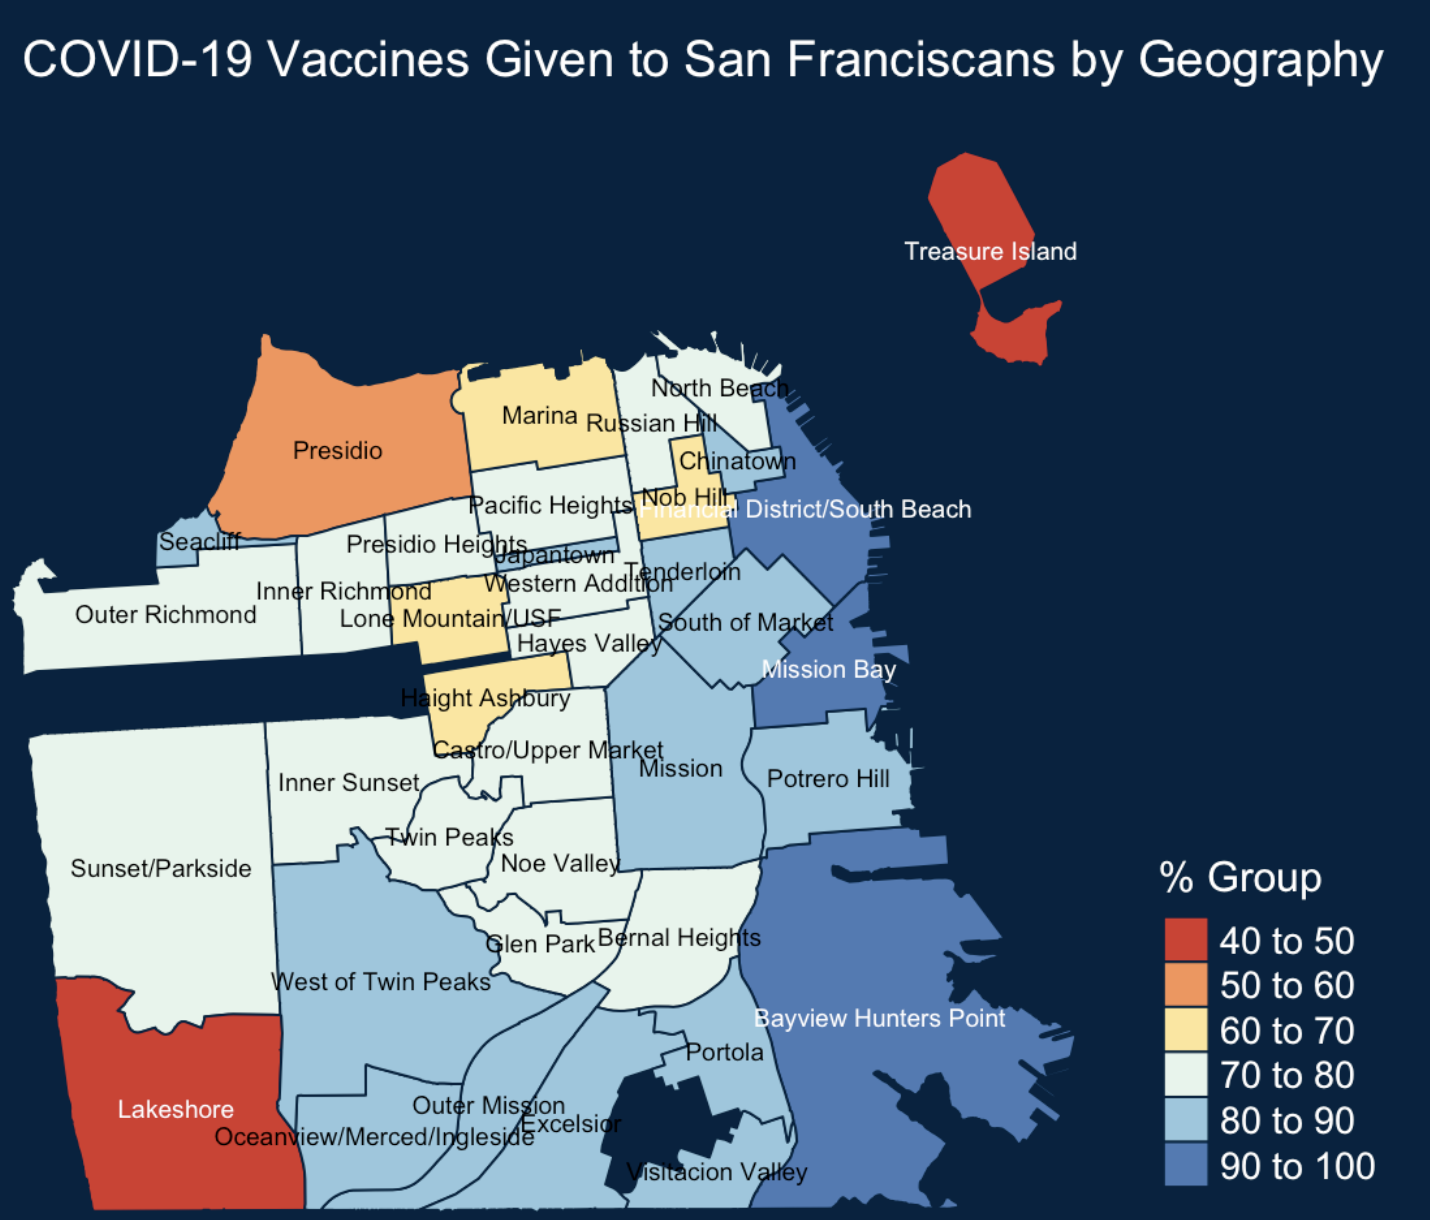 COVID-19 Vaccines Given to San Franciscans by Geography
Treasure Island
North Beach
Marina
Russian Hill
Presidio
Chinatown
Nob Hill
Pacific Heights
Financial District/South Beach
Seacliff
Presidio Heights
Japantown
Tenderloin
Western Addition
Inner Richmond
Outer Richmond
Lone Mountain/USF
South of Market
Hayes Valley
Mission Bay
Haight Ashbury
Castro/Upper Market
Mission
Potrero Hill
Inner Sunset
Twin Peaks
Noe Valley
Sunset/Parkside
Glen Park
Bernal Heights
West of Twin Peaks
Bayview Hunters Point
Portola
Lakeshore
Outer Mission
Excelsior
Oceanview/Merced/Ingleside
Visitacion Valley
% Group
40 to 50
50 to 60
60 to 70
70 to 80
80 to 90
90 to 100